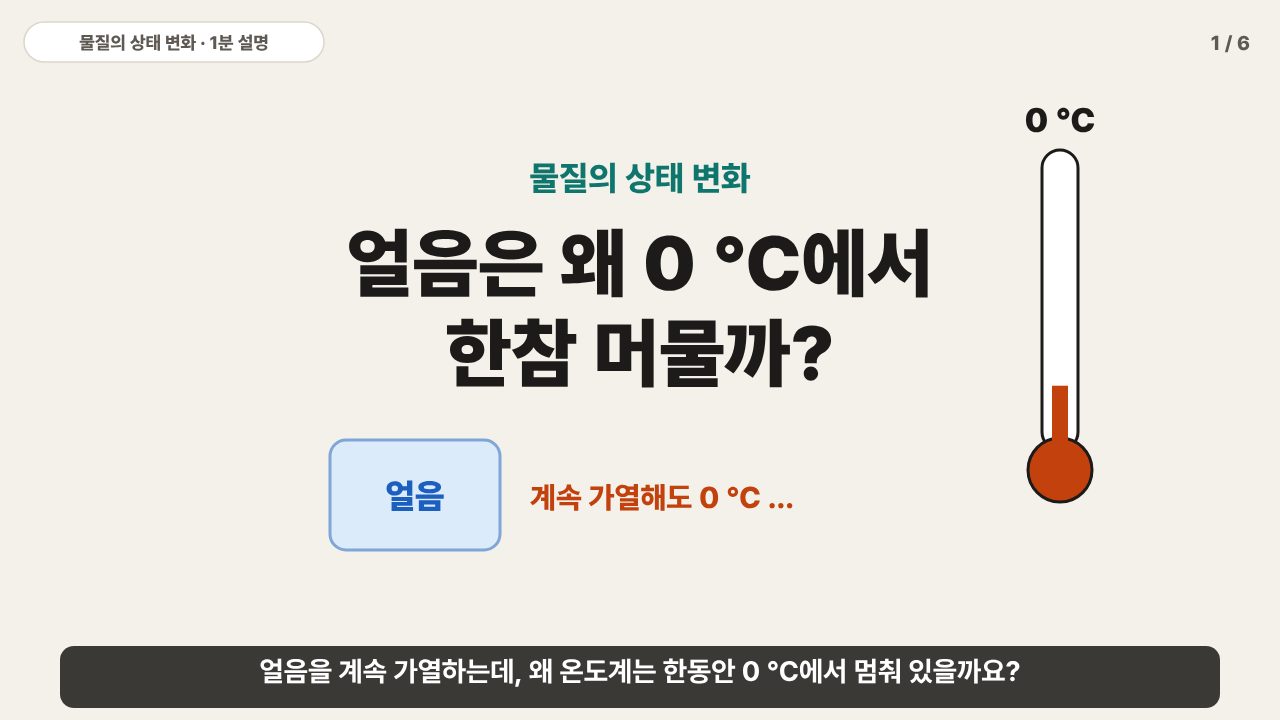 물질의 상태 변화 · 1분 설명
1 / 6
0 °C
물질의 상태 변화
얼음은 왜 0 °C에서
한참 머물까?
얼음
계속 가열해도 0 °C ...
얼음을 계속 가열하는데, 왜 온도계는 한동안 0 °C에서 멈춰 있을까요?